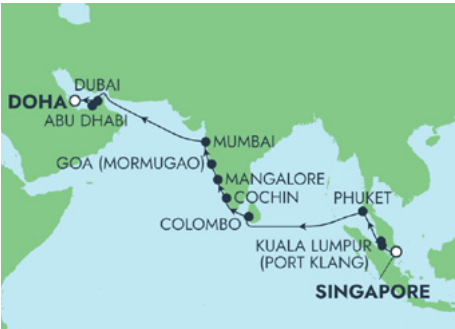 DUBAI
DOHA
ABU DHABI
MUMBAI
GOA (MORMUGAO)
MANGALORE
COCHIN
PHUKET
COLOMBO
KUALA LUMPUR
(PORT KLANG)
SINGAPORE